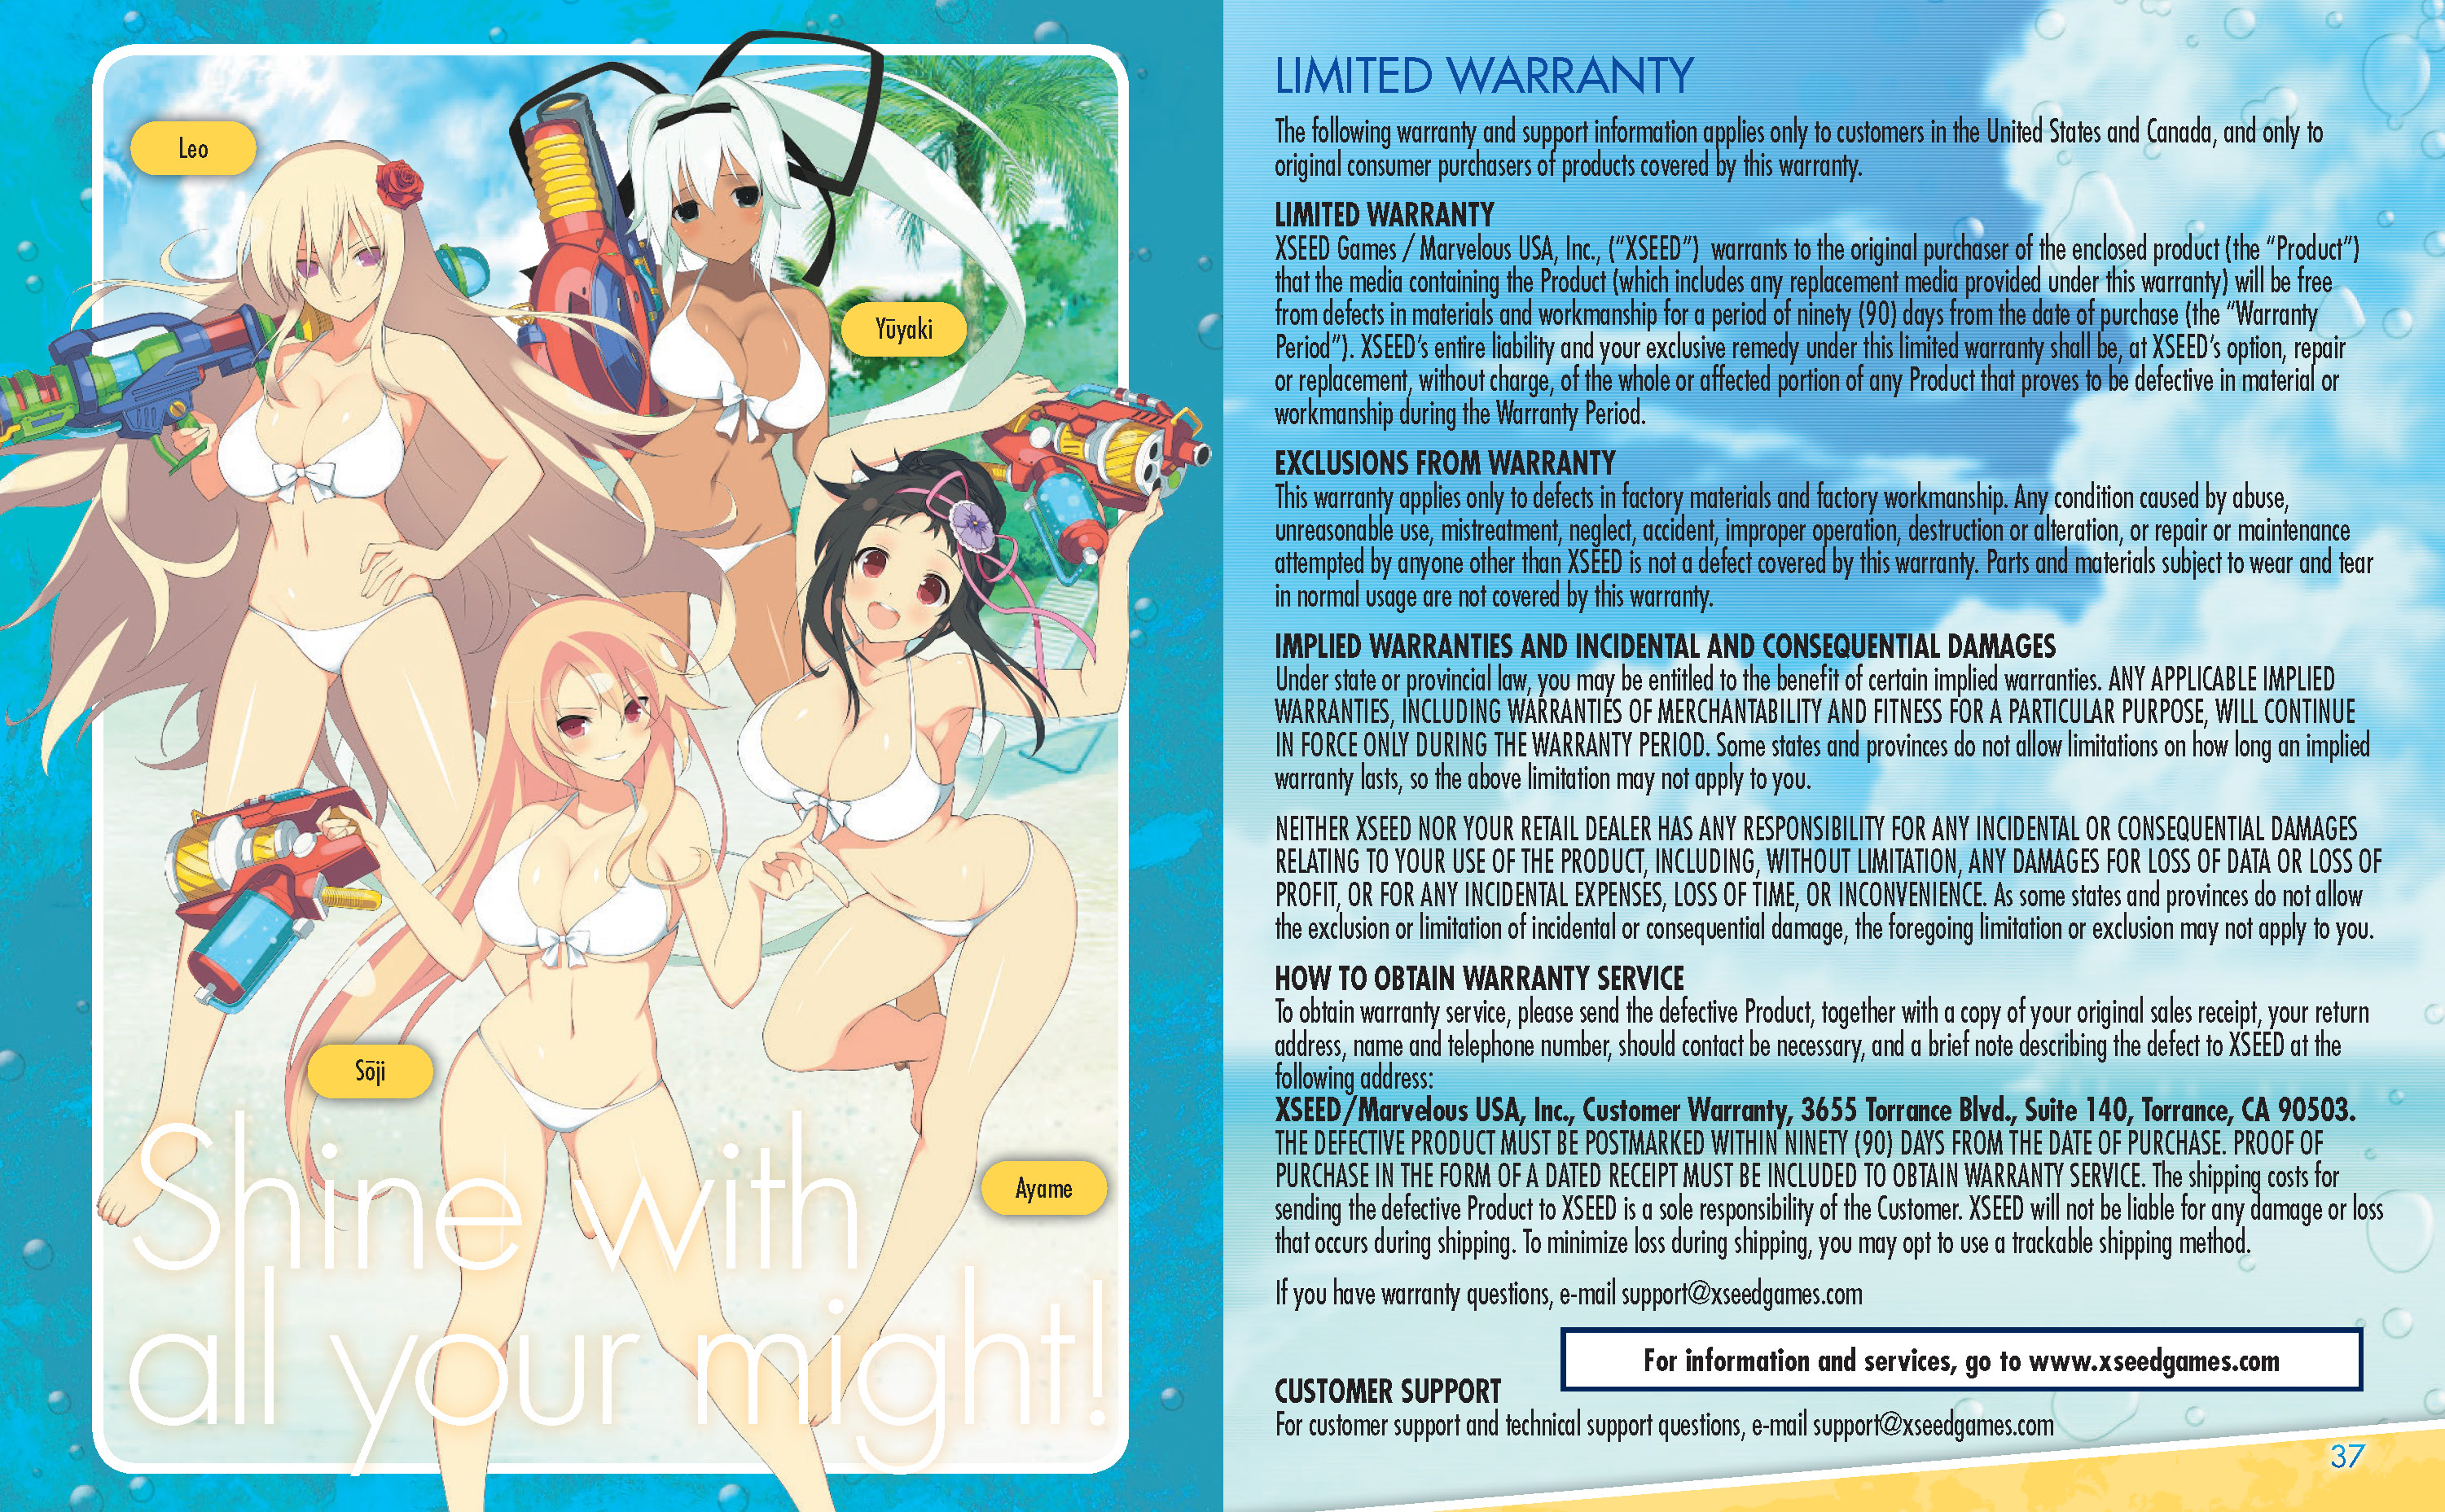 Leo
Yūyaki
Sōji
Ayame
Shine with
all your might!
LIMITED WARRANTY
The following warranty and support information applies only to customers in the United States and Canada, and only to
original consumer purchasers of products covered by this warranty.
LIMITED WARRANTY
XSEED Games / Marvelous USA, Inc., (“XSEED”) warrants to the original purchaser of the enclosed product (the “Product”)
that the media containing the Product (which includes any replacement media provided under this warranty) will be free
from defects in materials and workmanship for a period of ninety (90) days from the date of purchase (the “Warranty
Period”). XSEED’s entire liability and your exclusive remedy under this limited warranty shall be, at XSEED’s option, repair
or replacement, without charge, of the whole or affected portion of any Product that proves to be defective in material or
workmanship during the Warranty Period.
EXCLUSIONS FROM WARRANTY
This warranty applies only to defects in factory materials and factory workmanship. Any condition caused by abuse,
unreasonable use, mistreatment, neglect, accident, improper operation, destruction or alteration, or repair or maintenance
attempted by anyone other than XSEED is not a defect covered by this warranty. Parts and materials subject to wear and tear
in normal usage are not covered by this warranty.
IMPLIED WARRANTIES AND INCIDENTAL AND CONSEQUENTIAL DAMAGES
Under state or provincial law, you may be entitled to the benefit of certain implied warranties. ANY APPLICABLE IMPLIED
WARRANTIES, INCLUDING WARRANTIES OF MERCHANTABILITY AND FITNESS FOR A PARTICULAR PURPOSE, WILL CONTINUE
IN FORCE ONLY DURING THE WARRANTY PERIOD. Some states and provinces do not allow limitations on how long an implied
warranty lasts, so the above limitation may not apply to you.
NEITHER XSEED NOR YOUR RETAIL DEALER HAS ANY RESPONSIBILITY FOR ANY INCIDENTAL OR CONSEQUENTIAL DAMAGES
RELATING TO YOUR USE OF THE PRODUCT, INCLUDING, WITHOUT LIMITATION, ANY DAMAGES FOR LOSS OF DATA OR LOSS OF
PROFIT, OR FOR ANY INCIDENTAL EXPENSES, LOSS OF TIME, OR INCONVENIENCE. As some states and provinces do not allow
the exclusion or limitation of incidental or consequential damage, the foregoing limitation or exclusion may not apply to you.
HOW TO OBTAIN WARRANTY SERVICE
To obtain warranty service, please send the defective Product, together with a copy of your original sales receipt, your return
address, name and telephone number, should contact be necessary, and a brief note describing the defect to XSEED at the
following address:
XSEED/Marvelous USA, Inc., Customer Warranty, 3655 Torrance Blvd., Suite 140, Torrance, CA 90503.
THE DEFECTIVE PRODUCT MUST BE POSTMARKED WITHIN NINETY (90) DAYS FROM THE DATE OF PURCHASE. PROOF OF
PURCHASE IN THE FORM OF A DATED RECEIPT MUST BE INCLUDED TO OBTAIN WARRANTY SERVICE. The shipping costs for
sending the defective Product to XSEED is a sole responsibility of the Customer. XSEED will not be liable for any damage or loss
that occurs during shipping. To minimize loss during shipping, you may opt to use a trackable shipping method.
If you have warranty questions, e-mail support@xseedgames.com
For information and services, go to www.xseedgames.com
CUSTOMER SUPPORT
For customer support and technical support questions, e-mail support@xseedgames.com
37